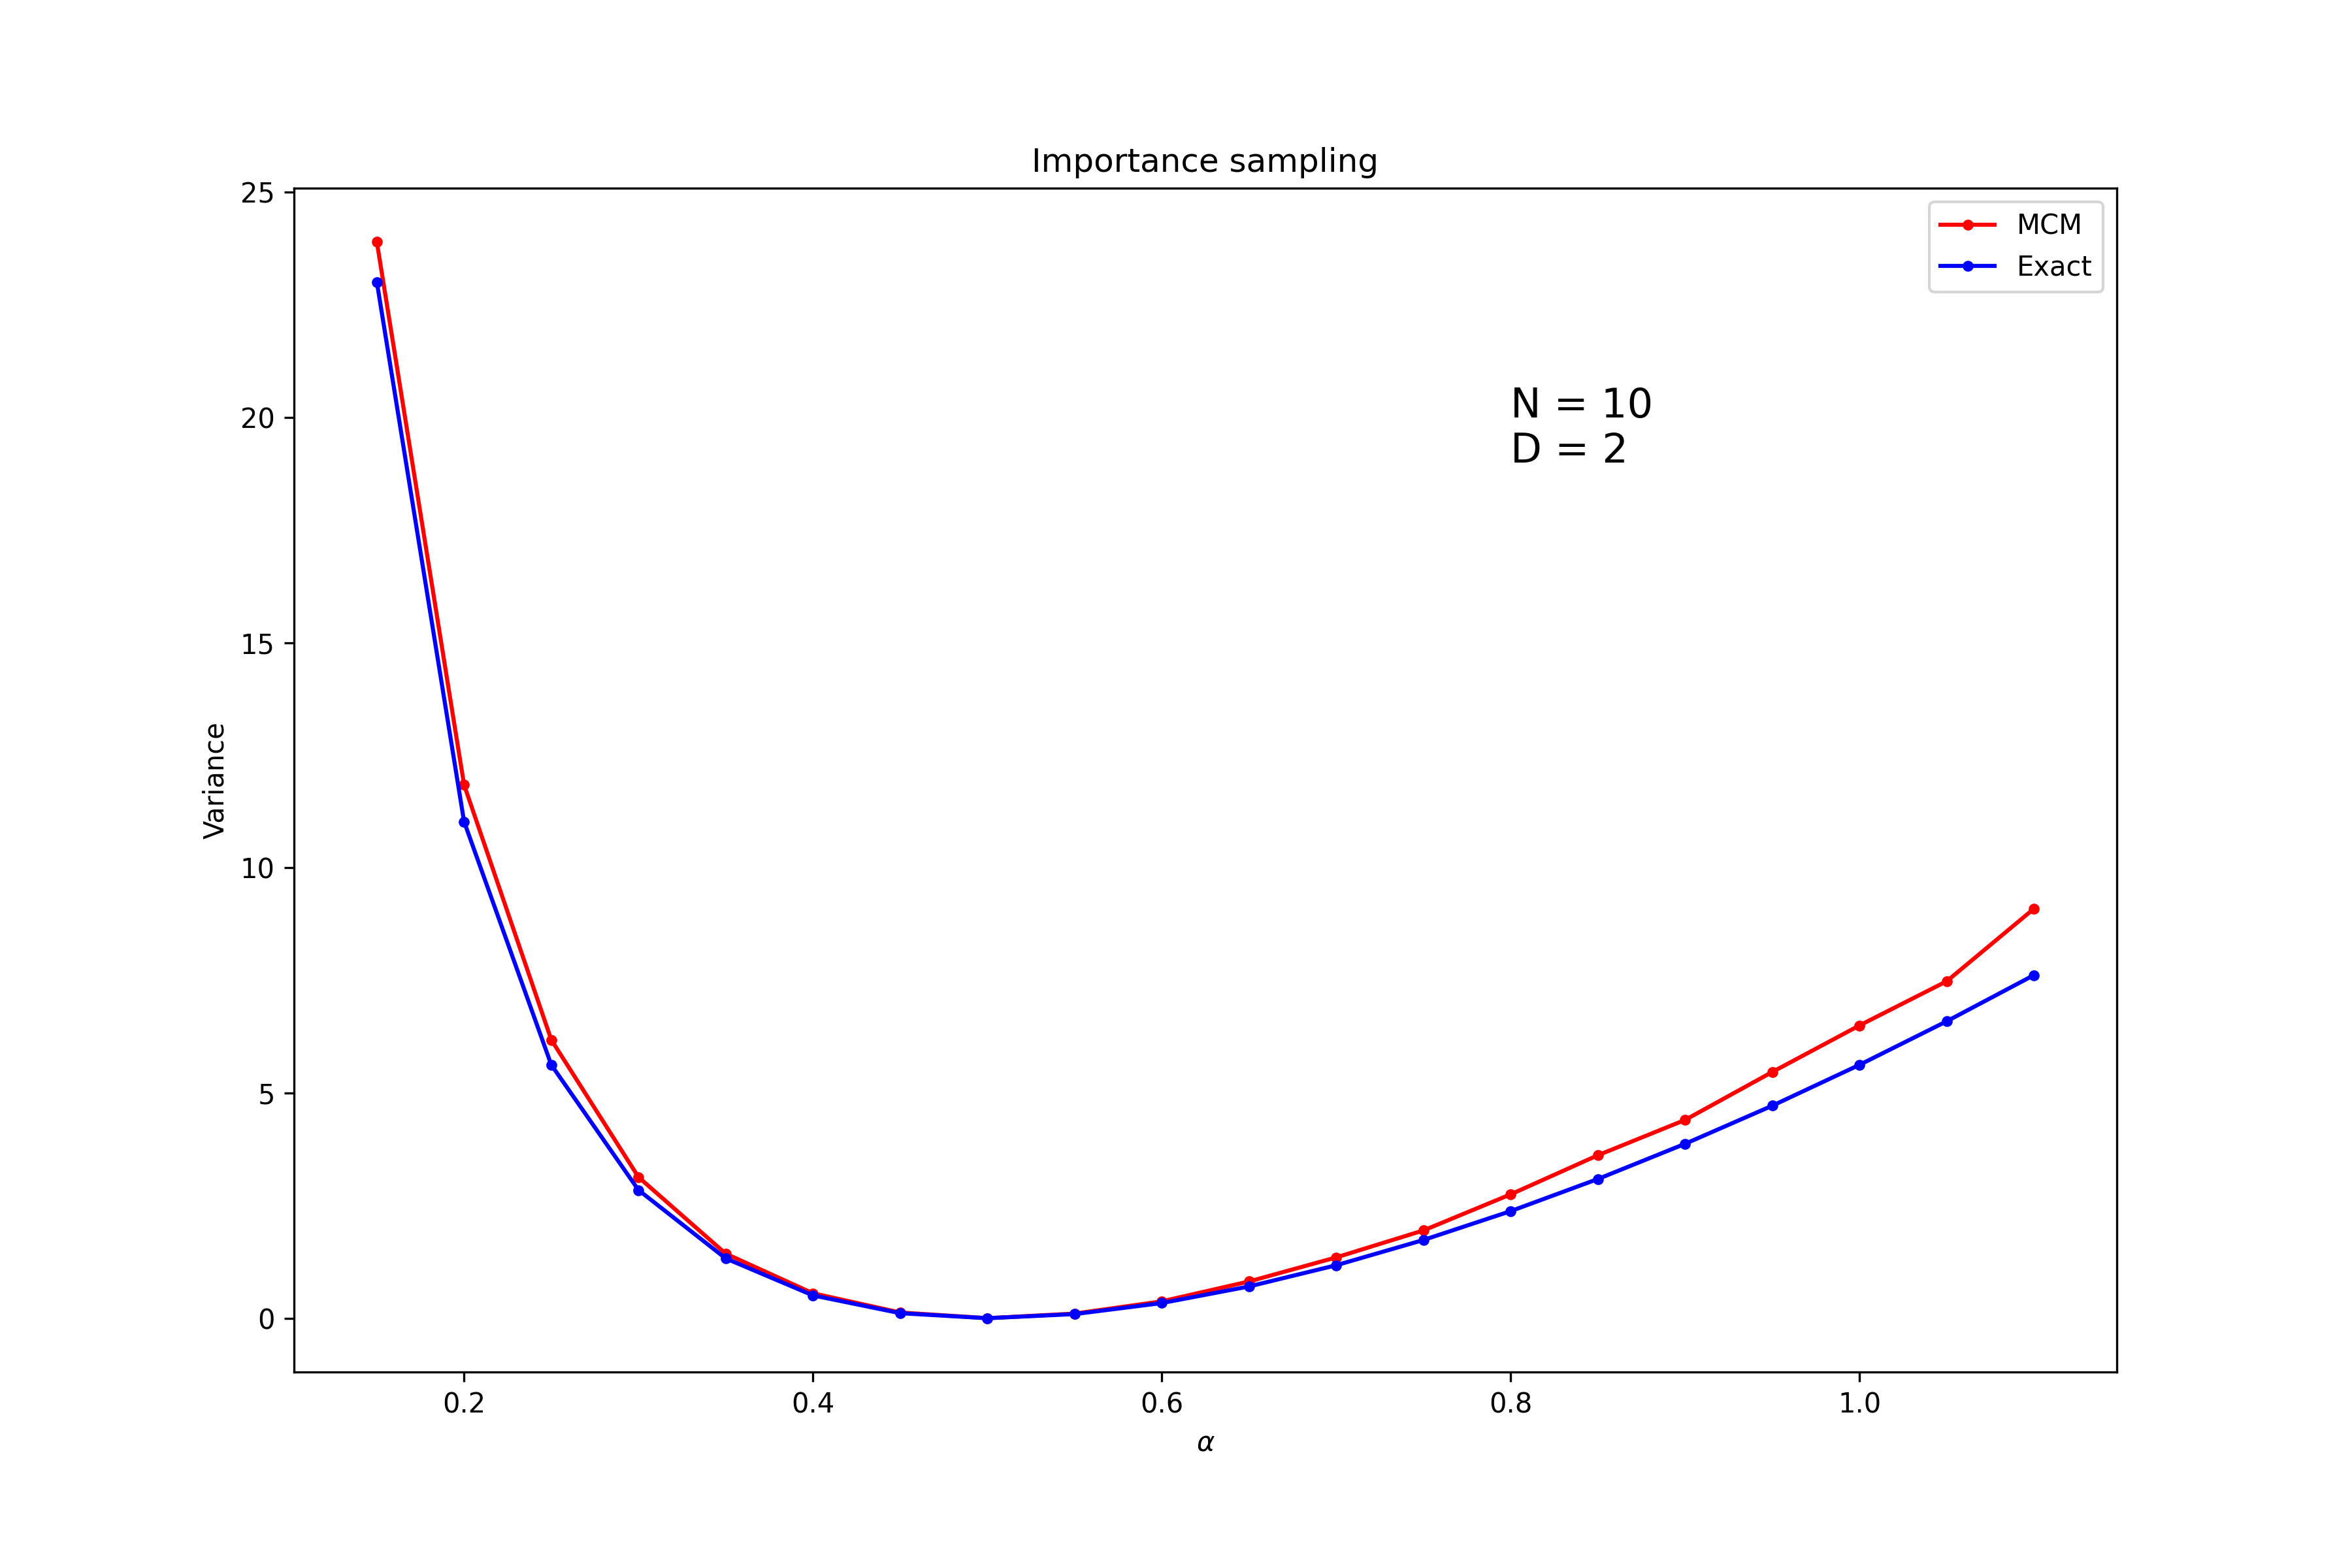 Importance sampling
MCM
Exact
N = 10
D = 2
Variance
25
20
15
10
5
0
0.2
0.4
0.6
0.8
1.0
α